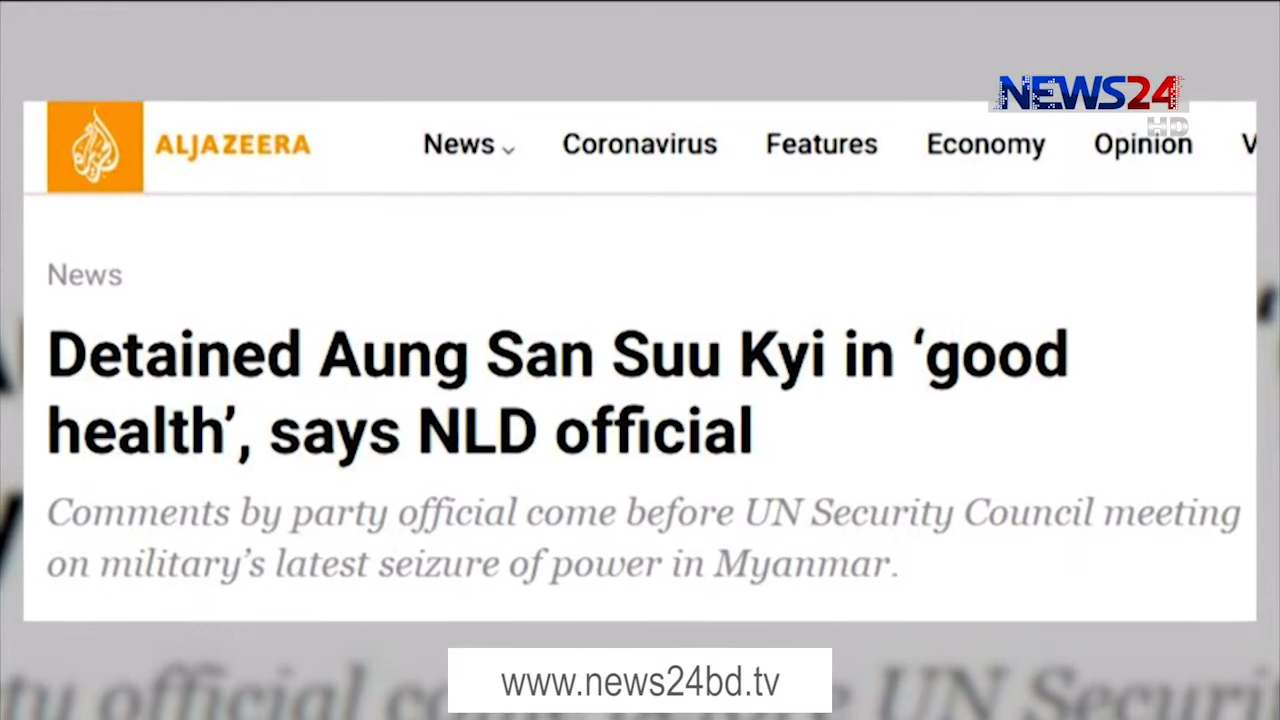 NEWS24
HD
ALJAZEERA
News Coronavirus Features Economy Opinion V
News
Detained Aung San Suu Kyi in ‘good
health’, says NLD official
Comments by party official come before UN Security Council meeting
on military’s latest seizure of power in Myanmar.
www.news24bd.tv